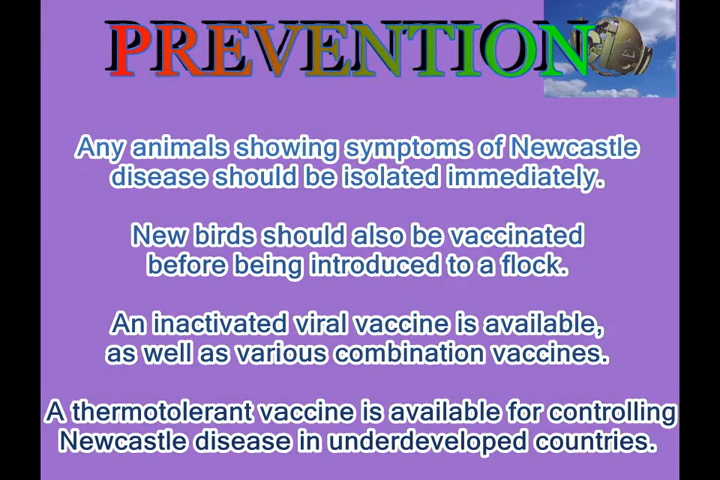 PREVENTION
Any animals showing symptoms of Newcastle
disease should be isolated immediately.
New birds should also be vaccinated
before being introduced to a flock.
An inactivated viral vaccine is available,
as well as various combination vaccines.
A thermotolerant vaccine is available for controlling
Newcastle disease in underdeveloped countries.